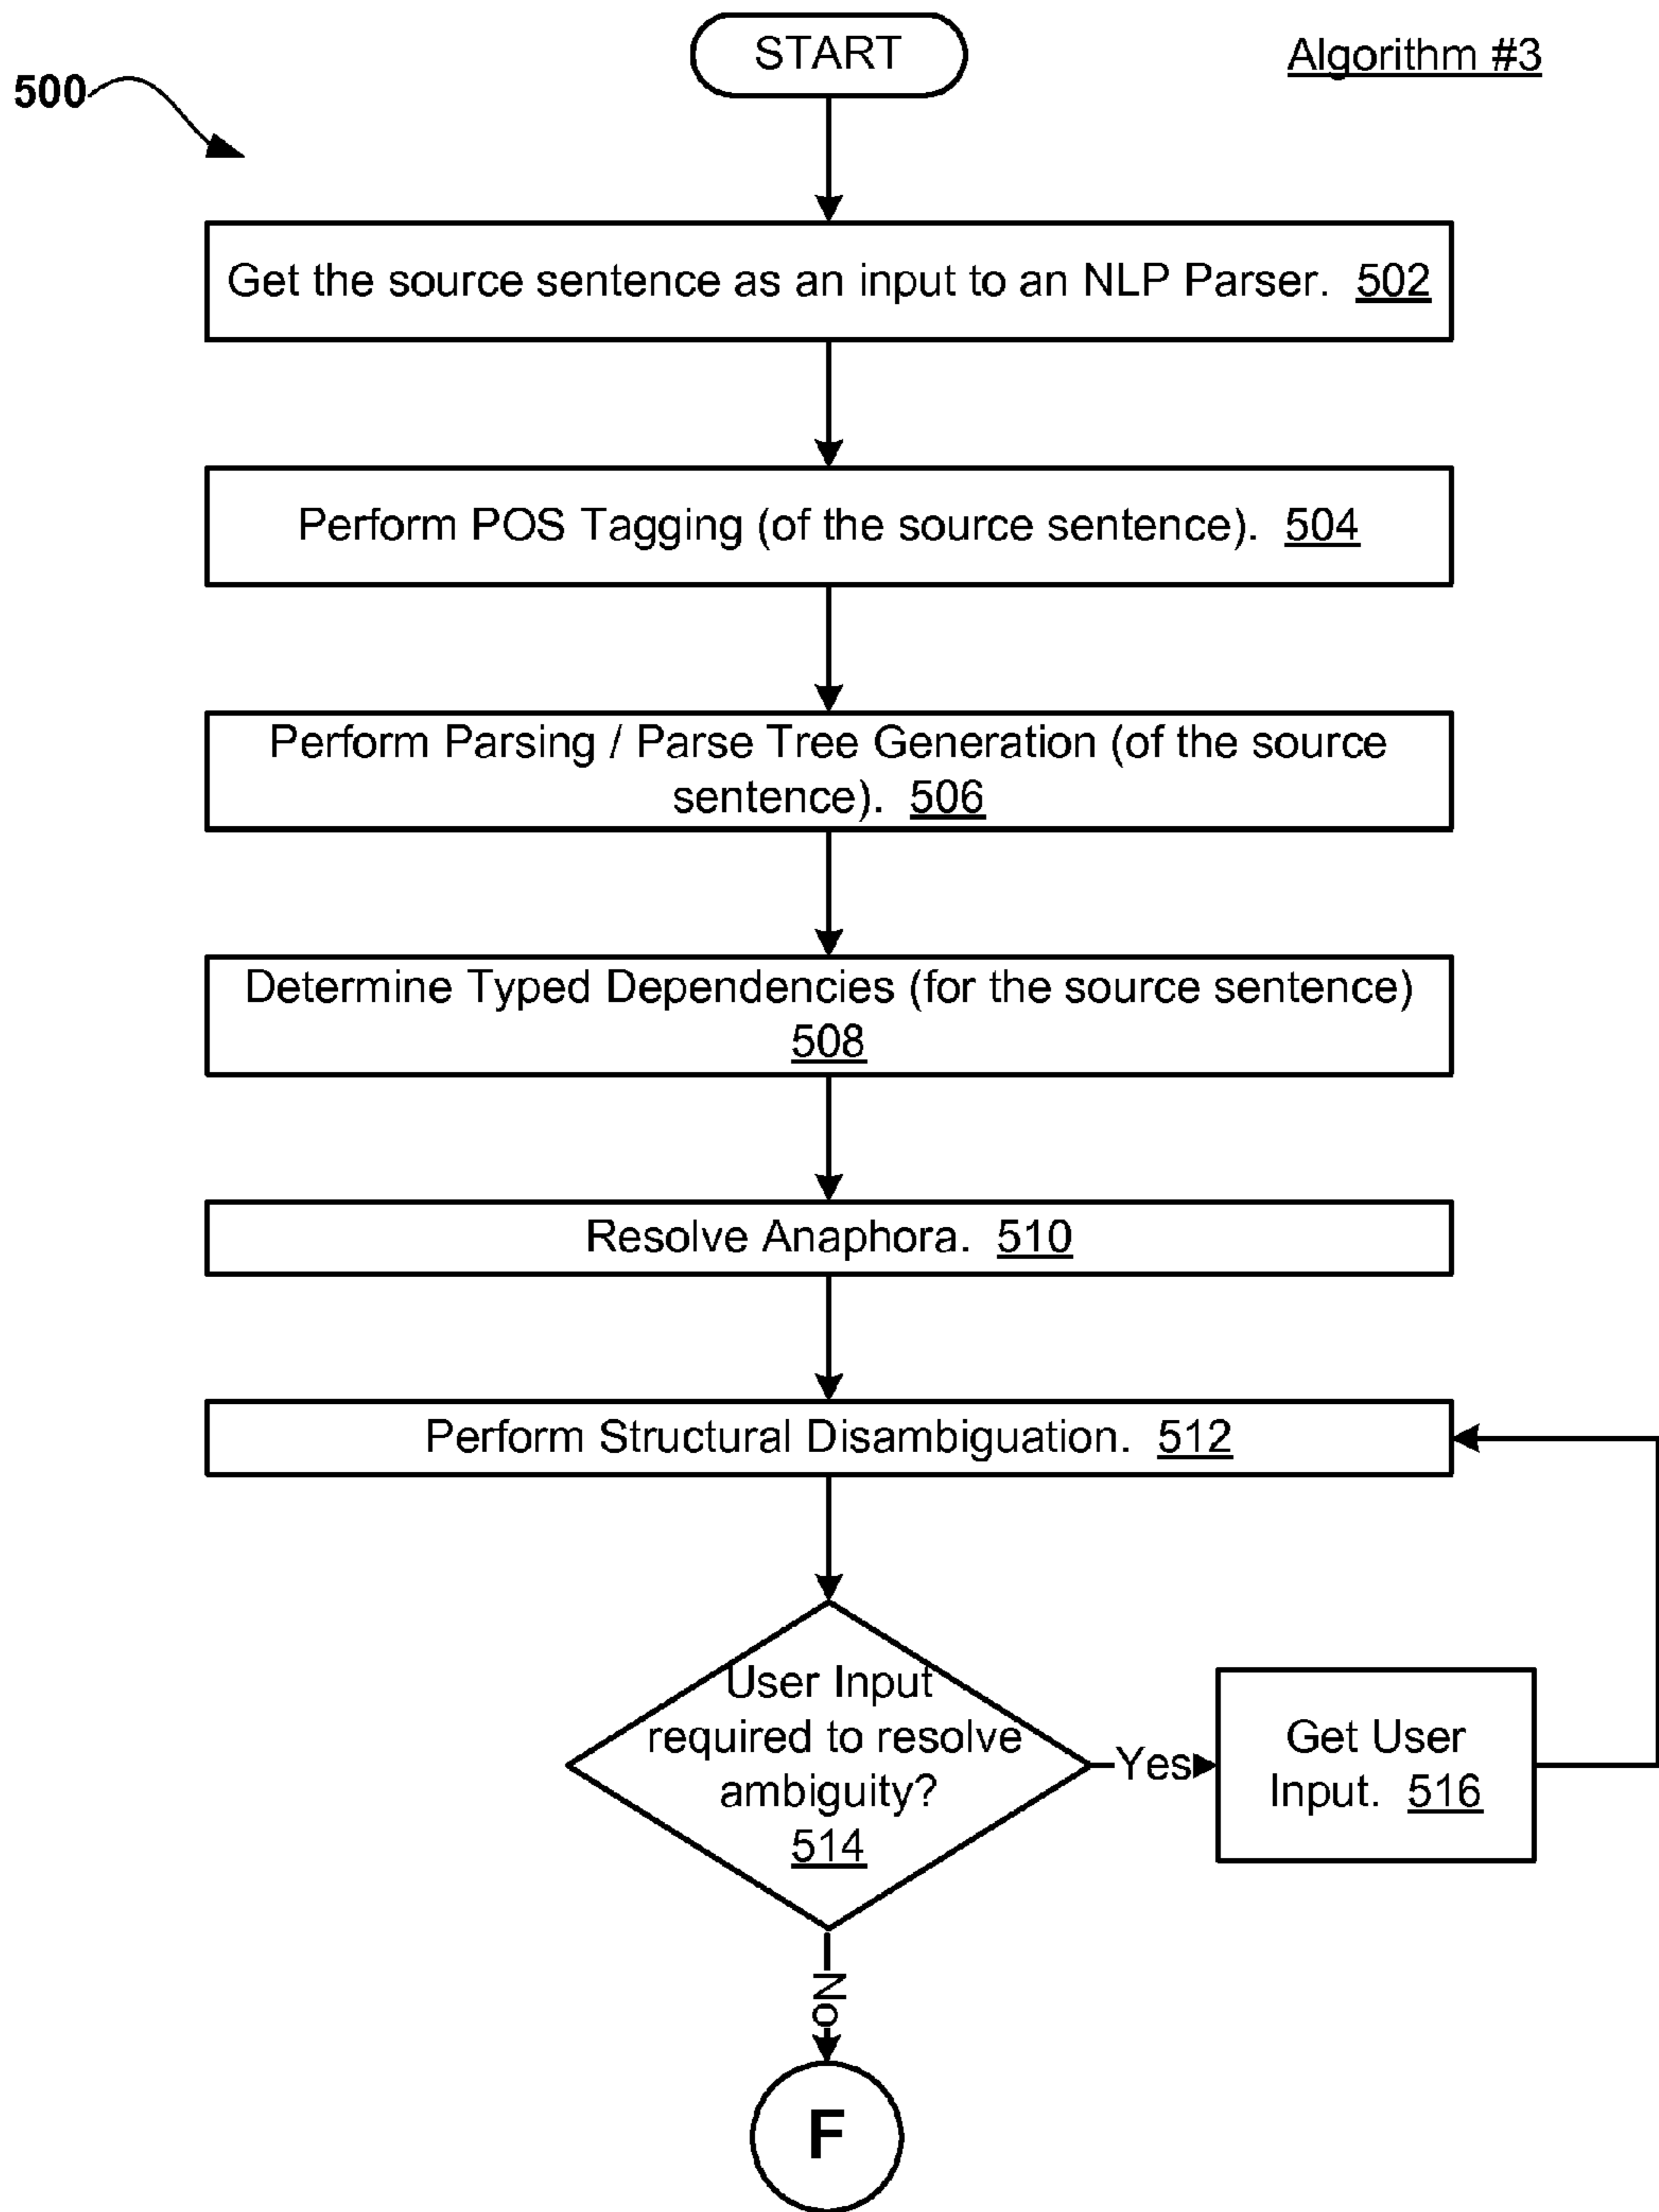 START
Algorithm #3
500
Get the source sentence as an input to an NLP Parser. 502
Perform POS Tagging (of the source sentence). 504
Perform Parsing / Parse Tree Generation (of the source
sentence). 506
Determine Typed Dependencies (for the source sentence)
508
Resolve Anaphora. 510
Perform Structural Disambiguation. 512
User Input
required to resolve
ambiguity?
514
Yes
Get User
Input. 516
No
F